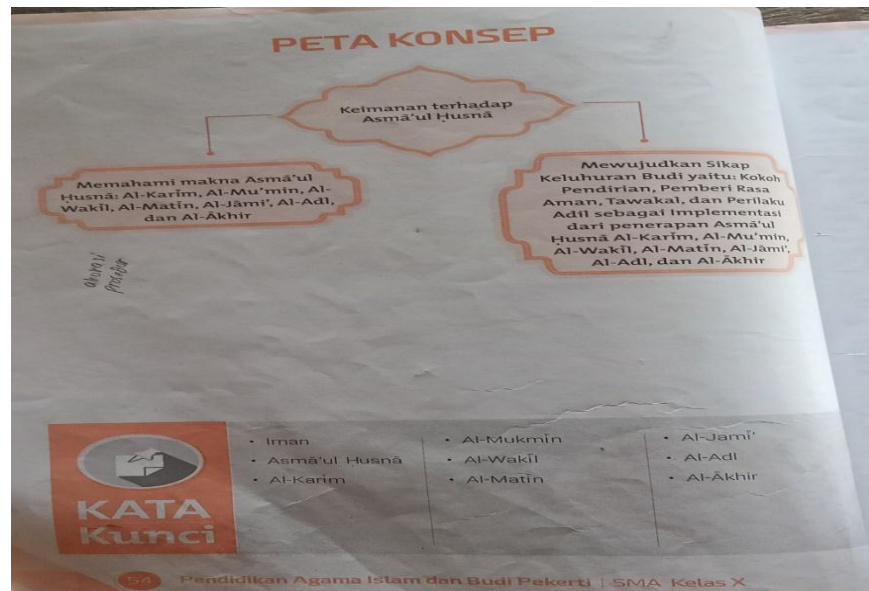 PETA KONSEP
Keimanan terhadap
Asmā'ul Ḥusnā
Memahami makna Asmā'ul
Ḥusnā: Al-Karīm, Al-Mu'min, Al-
Wakīl, Al-Matīn, Al-Jāmi', Al-Adl,
dan Al-Ākhir
Mewujudkan Sikap
Keluhuran Budi yaitu: Kokoh
Pendirian, Pemberi Rasa
Aman, Tawakal, dan Perilaku
Adil sebagai Implementasi
dari penerapan Asmā'ul
Ḥusnā Al-Karīm, Al-Mu'min,
Al-Wakīl, Al-Matīn, Al-Jāmi',
Al-Adl, dan Al-Ākhir
KATA
Kunci
• Iman
• Asmā'ul Ḥusnā
• Al-Karīm
• Al-Mukmin
• Al-Wakīl
• Al-Matīn
• Al-Jamī'
• Al-Adl
• Al-Ākhir
54 Pendidikan Agama Islam dan Budi Pekerti | SMA Kelas X